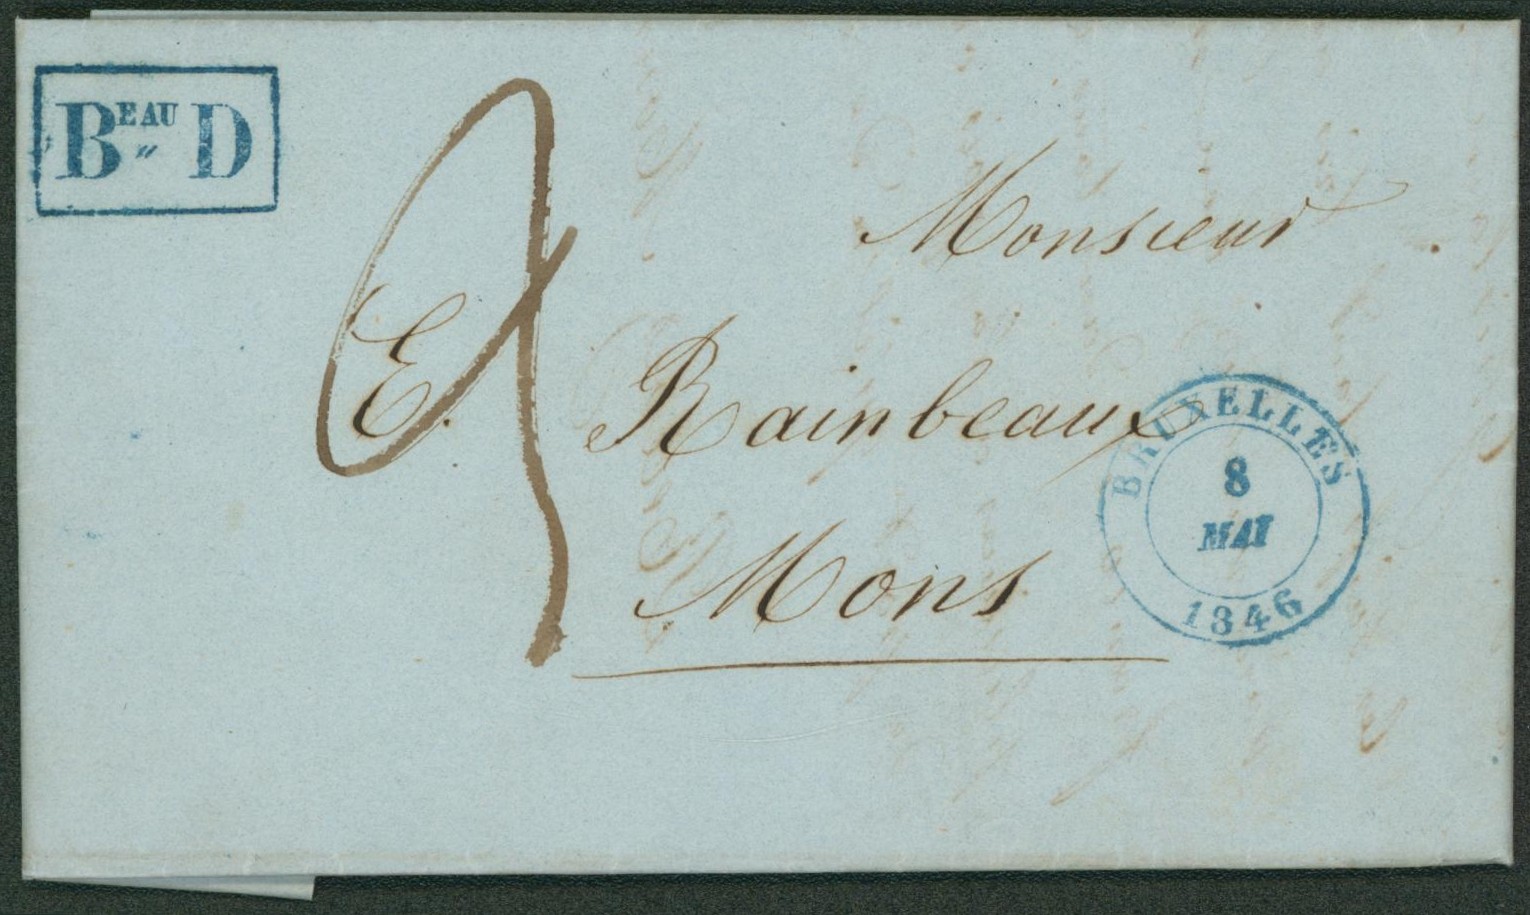 BEAU " D
Monsieur
E. Rainbeaux
Mons
BRUXELLES
8
MAI
1846